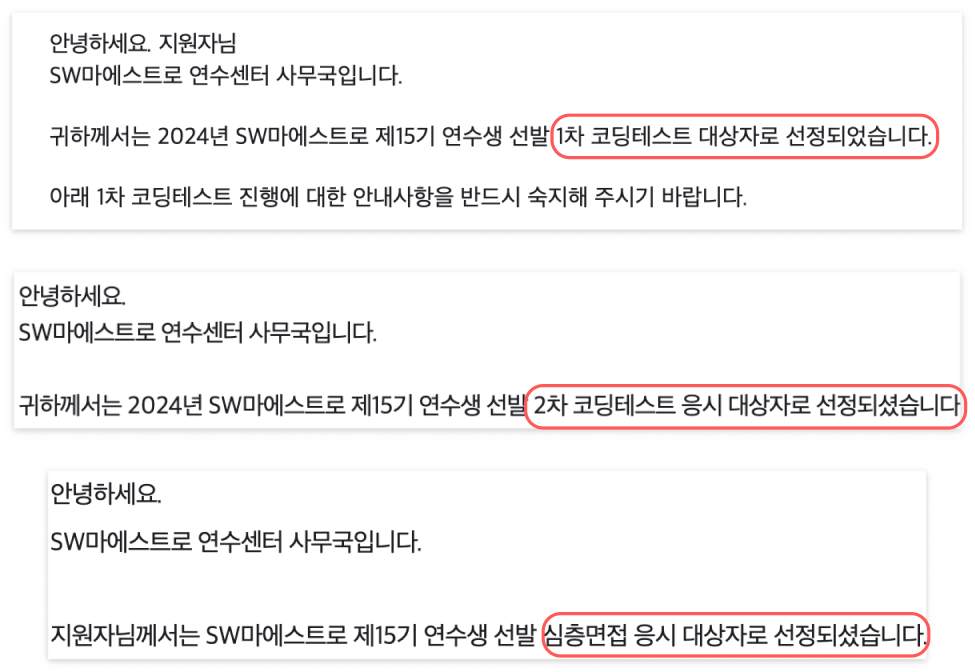 안녕하세요. 지원자님
SW마에스트로 연수센터 사무국입니다.
귀하께서는 2024년 SW마에스트로 제15기 연수생 선발 1차 코딩테스트 대상자로 선정되었습니다.
아래 1차 코딩테스트 진행에 대한 안내사항을 반드시 숙지해 주시기 바랍니다.
안녕하세요.
SW마에스트로 연수센터 사무국입니다.
귀하께서는 2024년 SW마에스트로 제15기 연수생 선발 2차 코딩테스트 응시 대상자로 선정되셨습니다
안녕하세요.
SW마에스트로 연수센터 사무국입니다.
지원자님께서는 SW마에스트로 제15기 연수생 선발 심층면접 응시 대상자로 선정되셨습니다.